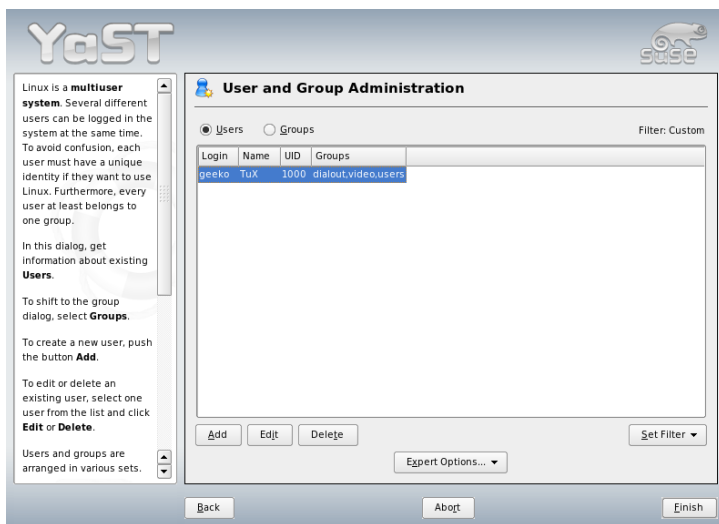 YaST
SUSE
Linux is a multiuser
system. Several different
users can be logged in the
system at the same time.
To avoid confusion, each
user must have a unique
identity if they want to use
Linux. Furthermore, every
user at least belongs to
one group.
In this dialog, get
information about existing
Users.
To shift to the group
dialog, select Groups.
To create a new user, push
the button Add.
To edit or delete an
existing user, select one
user from the list and click
Edit or Delete.
Users and groups are
arranged in various sets.
User and Group Administration
Users Groups Filter: Custom
Login Name UID Groups
geeko TuX 1000 dialout,video,users
Add Edit Delete Set Filter
Expert Options...
Back Abort Finish